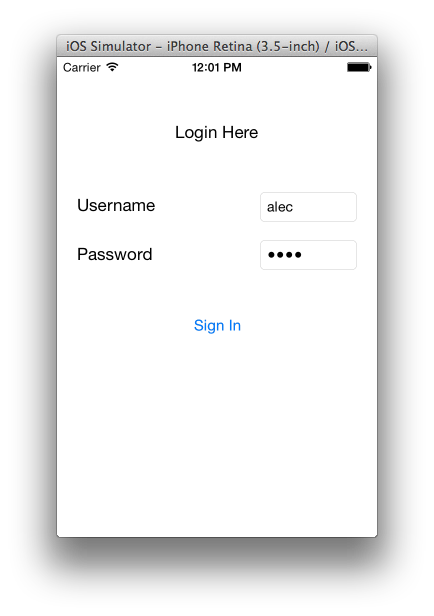 iOS Simulator – iPhone Retina (3.5-inch) / iOS...
Carrier 12:01 PM
Login Here
Username alec
Password ••••
Sign In